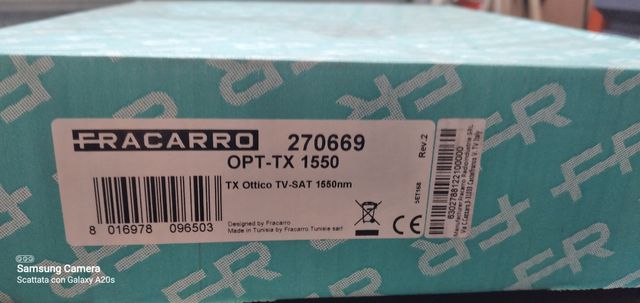 FRACARRO
270669
OPT-TX 1550
TX Ottico TV-SAT 1550nm
Rev.2
8 016978 096503
Designed by Fracarro
Made in Tunisia by Fracarro Tunisie sarl
CE
FR
Samsung Camera
Scattata con Galaxy A20s